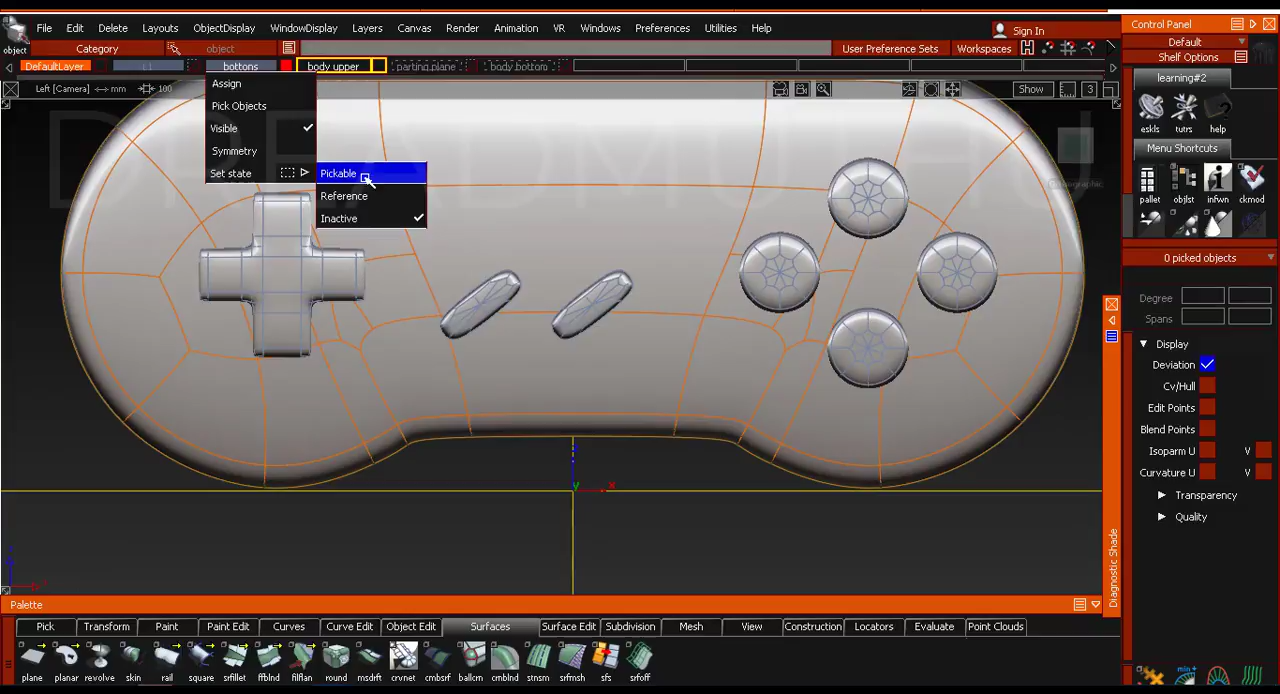 File Edit Delete Layouts ObjectDisplay WindowDisplay Layers Canvas Render Animation VR Windows Preferences Utilities Help
Control Panel
Sign In
object Category object User Preference Sets Workspaces
Default
Shelf Options
DefaultLayer L1 bottons body upper parting_plane body_bottom
learning#2
Left [Camera] mm 100 Show 3
Assign
Pick Objects
Visible
Symmetry
Set state
Pickable
Reference
Inactive
eskls tutrs help
Menu Shortcuts
pallet objlst infwn ckmod
0 picked objects
Degree
Spans
Display
Deviation
Cv/Hull
Edit Points
Blend Points
Isoparm U V
Curvature U V
Transparency
Quality
Diagnostic Shade
y x
Palette
Pick Transform Paint Paint Edit Curves Curve Edit Object Edit Surfaces Surface Edit Subdivision Mesh View Construction Locators Evaluate Point Clouds
plane planar revolve skin rail square srfillet ffblnd filflan round msdrft crvnet cmbsrf ballcrn cmblnd stnsrn srfmsh sfs srfoff